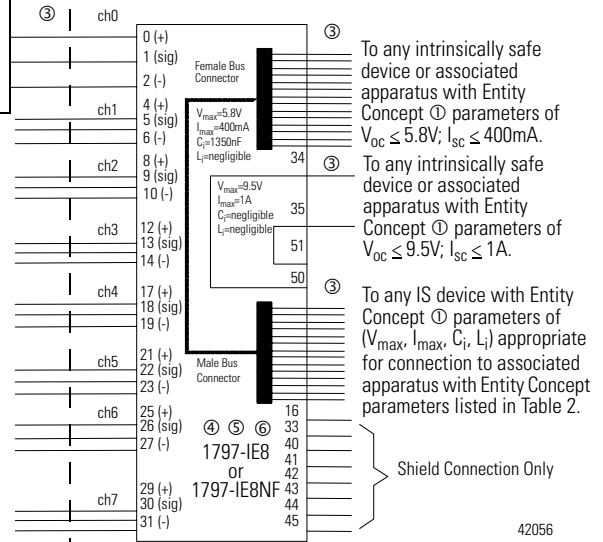 ③
ch0
0 (+)
1 (sig)
2 (-)
ch1
4 (+)
5 (sig)
6 (-)
ch2
8 (+)
9 (sig)
10 (-)
ch3
12 (+)
13 (sig)
14 (-)
ch4
17 (+)
18 (sig)
19 (-)
ch5
21 (+)
22 (sig)
23 (-)
ch6
25 (+)
26 (sig)
27 (-)
ch7
29 (+)
30 (sig)
31 (-)
Female Bus
Connector
Vmax=5.8V
Imax=400mA
Ci=1350nF
Li=negligible
Vmax=9.5V
Imax=1A
Ci=negligible
Li=negligible
Male Bus
Connector
④ ⑤ ⑥
1797-IE8
or
1797-IE8NF
34
35
51
50
16
33
40
41
42
43
44
45
③
To any intrinsically safe
device or associated
apparatus with Entity
Concept ① parameters of
Voc ≤ 5.8V; Isc ≤ 400mA.
③
To any intrinsically safe
device or associated
apparatus with Entity
Concept ① parameters of
Voc ≤ 9.5V; Isc ≤ 1A.
③
To any IS device with Entity
Concept ① parameters of
(Vmax, Imax, Ci, Li) appropriate
for connection to associated
apparatus with Entity Concept
parameters listed in Table 2.
Shield Connection Only
42056